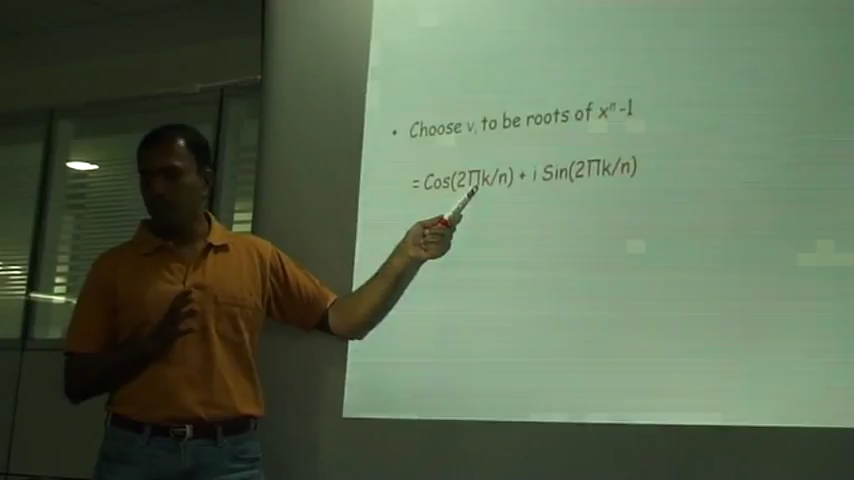 • Choose vᵢ to be roots of xⁿ-1
= Cos(2∏k/n) + i Sin(2∏k/n)